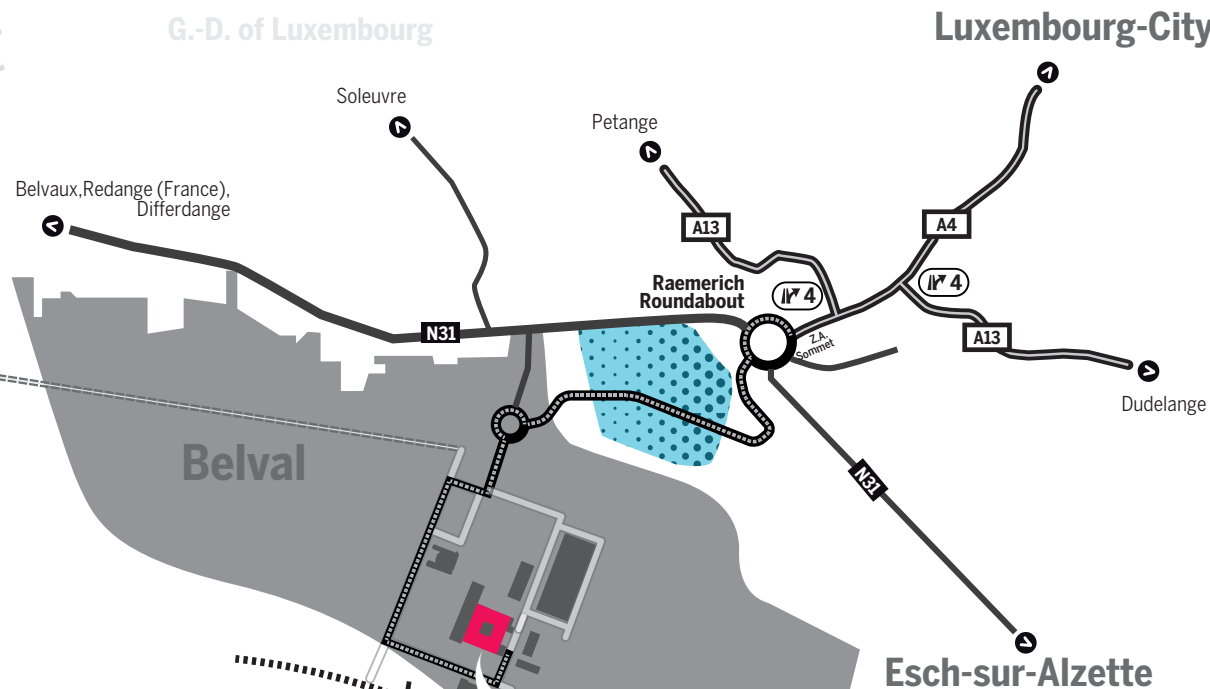 G.-D. of Luxembourg
Luxembourg-City
Soleuvre
Petange
Belvaux,Redange (France),
Differdange
A13
A4
Raemerich
Roundabout
4
4
N31
Z.A.
Sommet
A13
Dudelange
Belval
N31
Esch-sur-Alzette